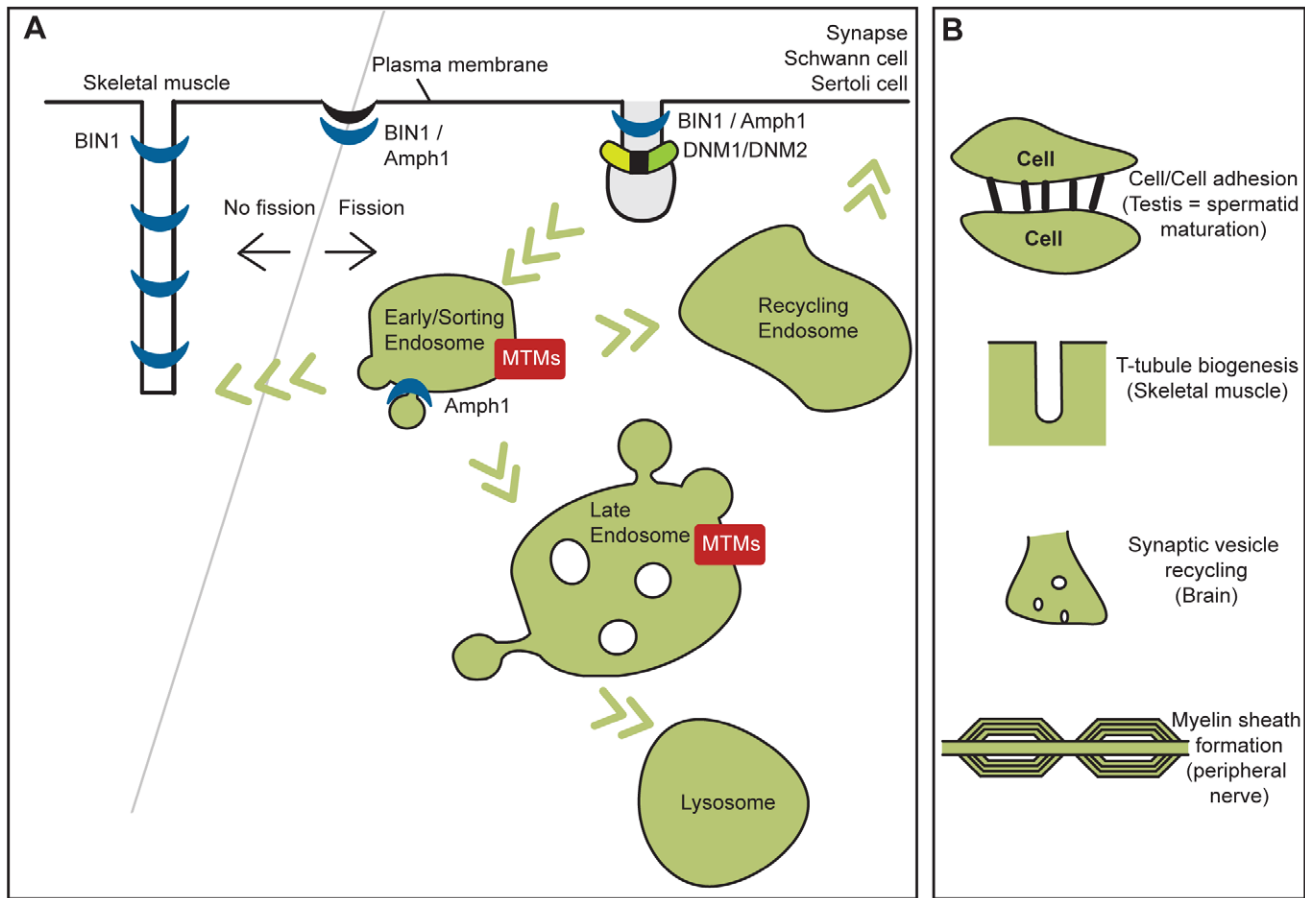 A
Synapse
Schwann cell
Sertoli cell
Plasma membrane
Skeletal muscle
BIN1
BIN1 /
Amph1
BIN1 / Amph1
DNM1/DNM2
No fission
Fission
Early/Sorting
Endosome
MTMs
Amph1
Recycling
Endosome
Late
Endosome
MTMs
Lysosome
B
Cell
Cell
Cell/Cell adhesion
(Testis = spermatid
maturation)
T-tubule biogenesis
(Skeletal muscle)
Synaptic vesicle
recycling
(Brain)
Myelin sheath
formation
(peripheral
nerve)